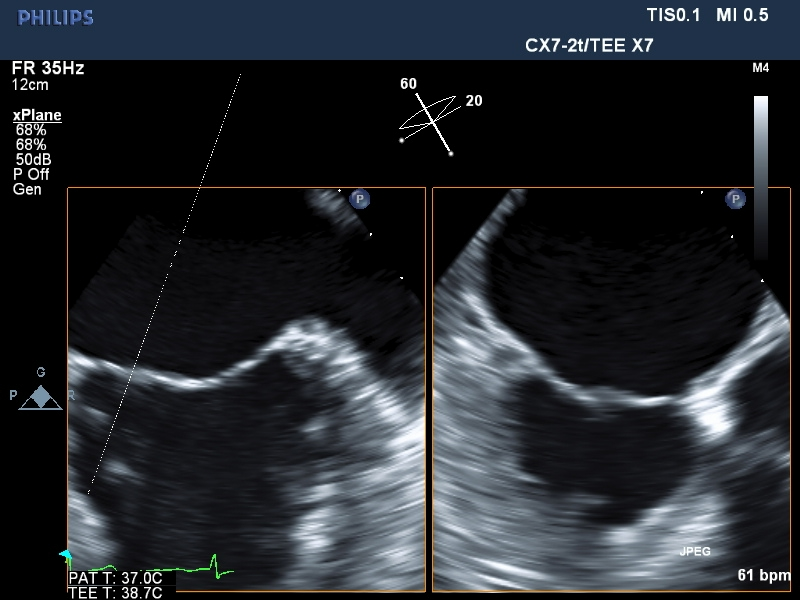 PHILIPS
TIS0.1 MI 0.5
CX7-2t/TEE X7
FR 35Hz
12cm
xPlane
68%
68%
50dB
P Off
Gen
60
20
M4
P
P
G
P R
JPEG
61 bpm
PAT T: 37.0C
TEE T: 38.7C